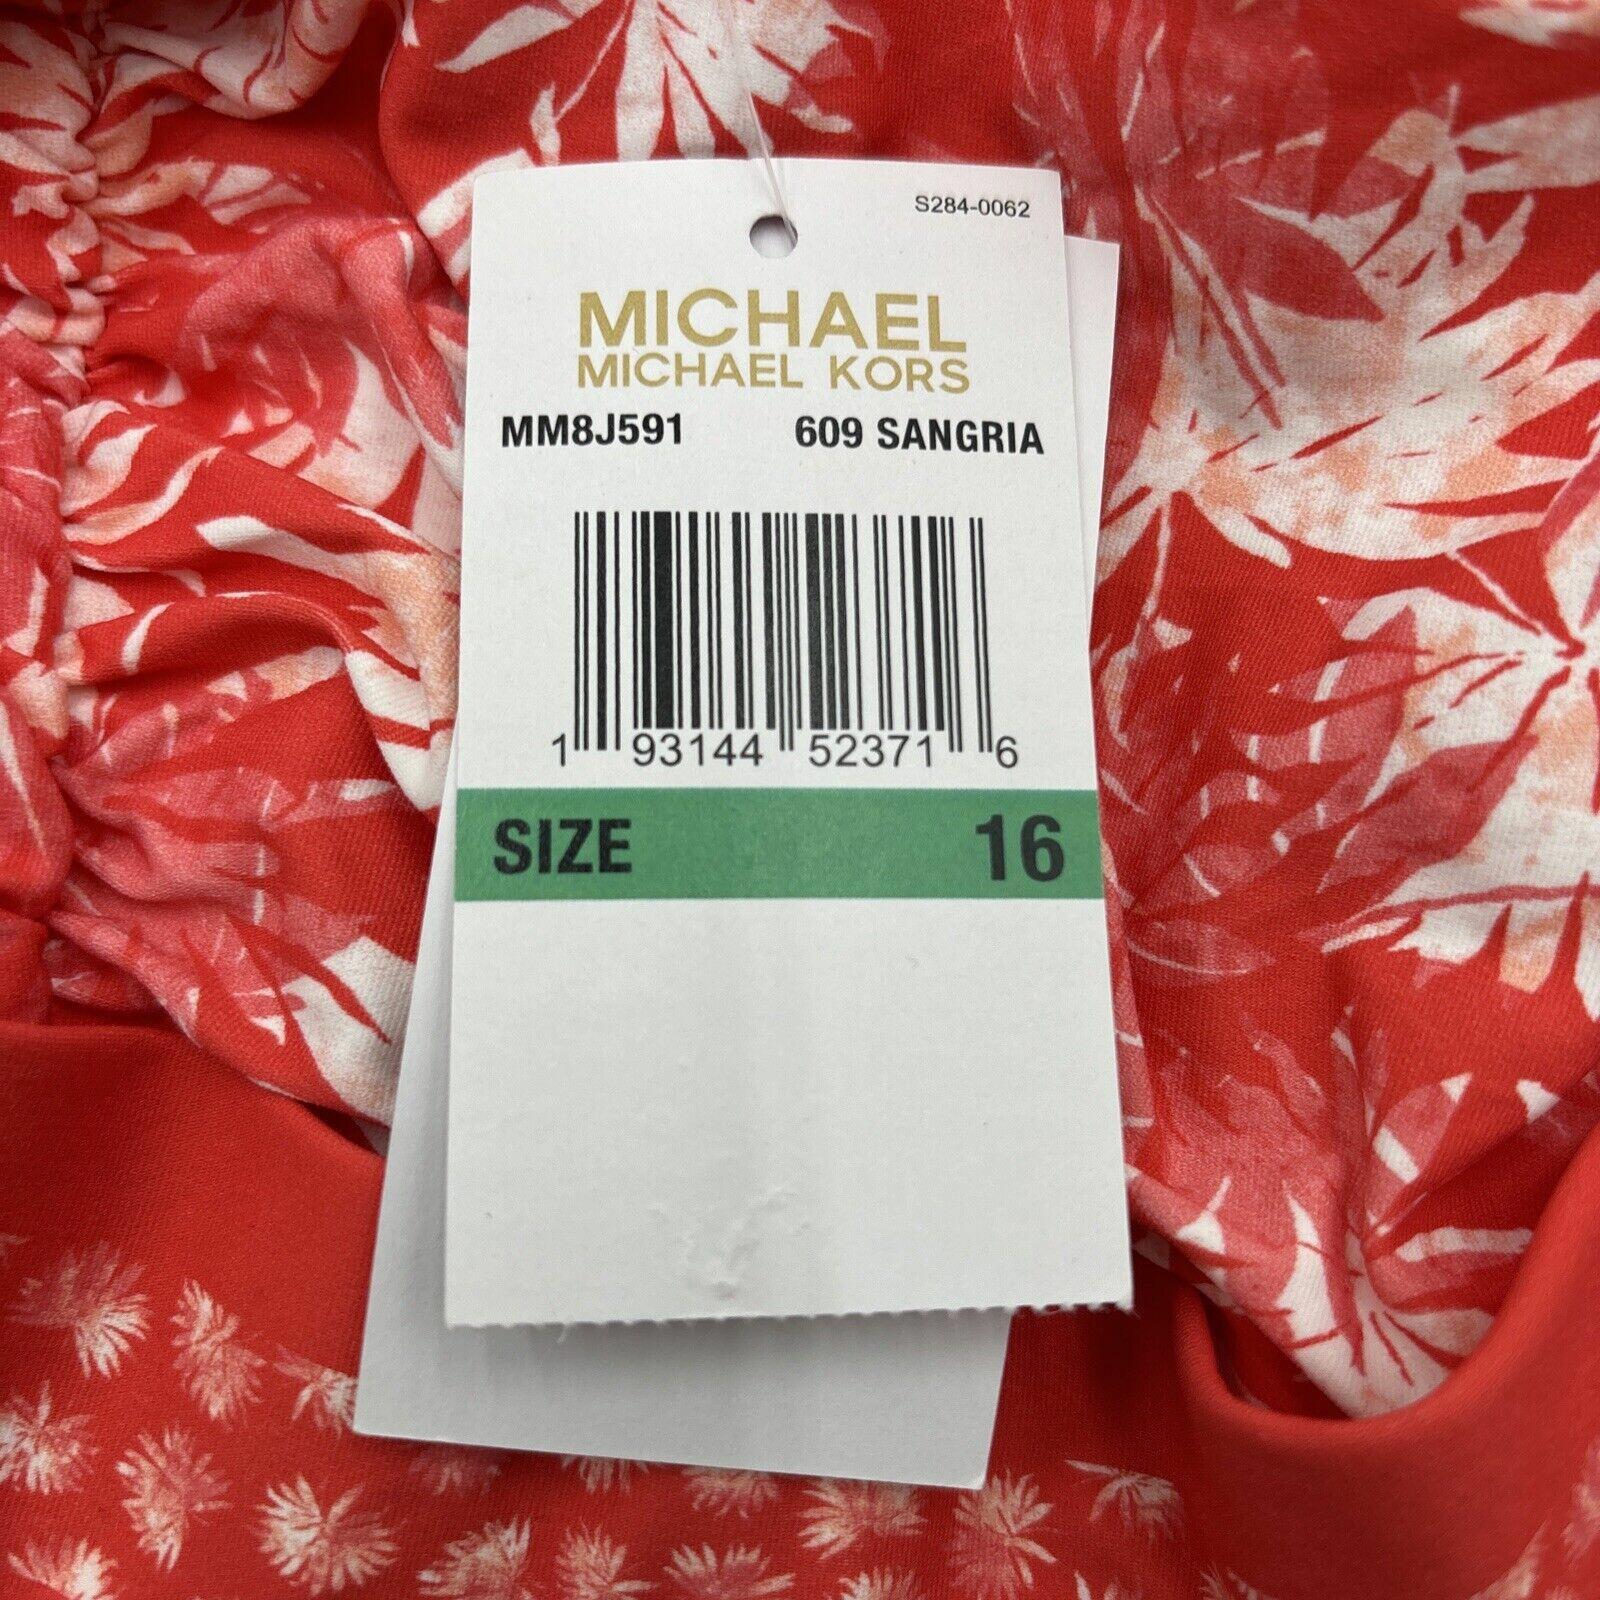 S284-0062
MICHAEL
MICHAEL KORS
MM8J591 609 SANGRIA
1 93144 52371 6
SIZE 16